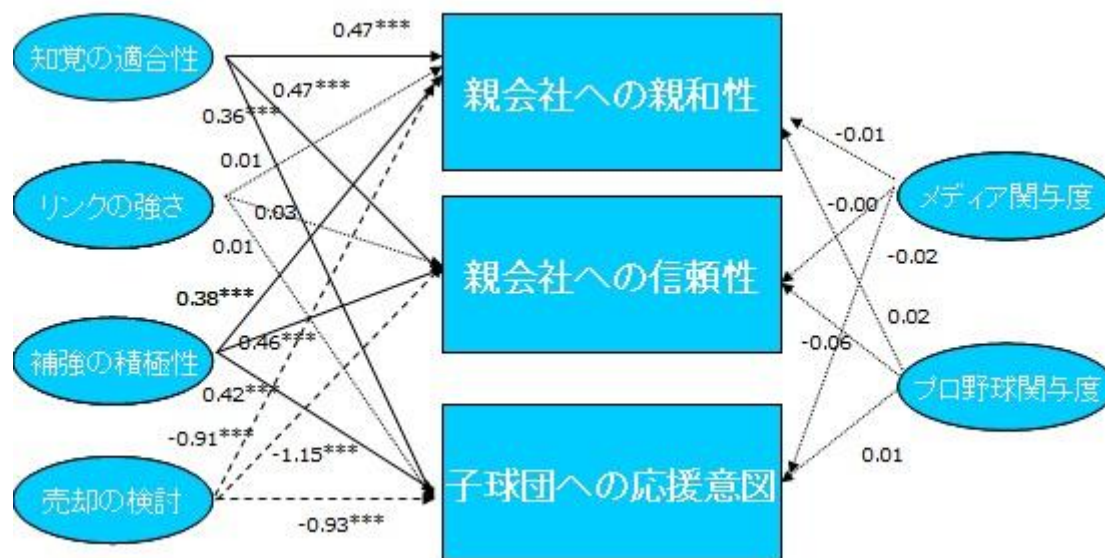 知覚の適合性
リンクの強さ
補強の積極性
売却の検討
0.47***
0.47***
0.36***
0.01
0.03
0.01
0.38***
0.46***
0.42***
-0.91***
-1.15***
-0.93***
親会社への親和性
親会社への信頼性
子球団への応援意図
-0.01
-0.00
-0.02
0.02
-0.06
0.01
メディア関与度
プロ野球関与度